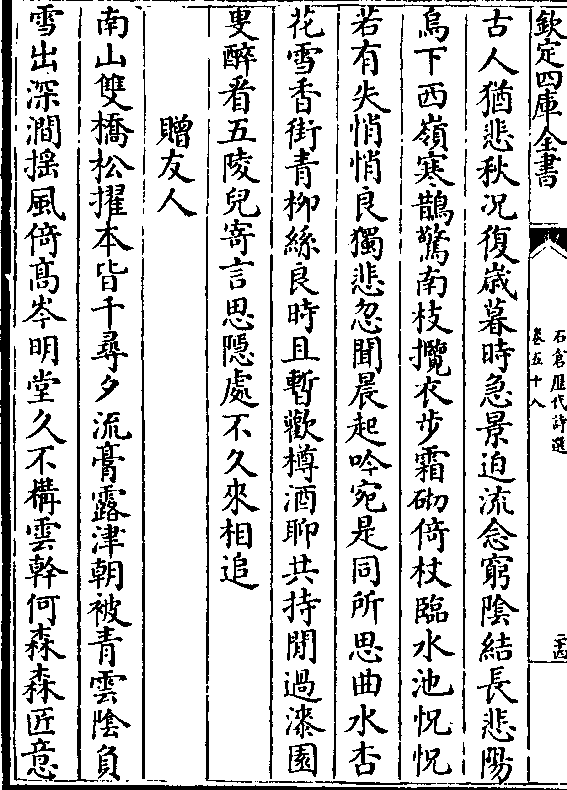 欽定四庫全書
石倉歷代詩選
卷五十八
二四
古人猶悲秋况復歲暮時急景迫流念窮陰結長悲陽
烏下西嶺寒鵲驚南枝攬衣步霜砌倚杖臨水池怳怳
若有失悄悄良獨悲忽聞晨起吟宛是同所思曲水杏
花雪香街青柳絲良時且暫歡樽酒聊共持閒過漆園
叟醉看五陵兒寄言思隱處不久來相追
贈友人
南山雙橋松擢本皆千尋夕流膏露津朝被青雲陰負
雪出深澗揺風倚髙岑明堂久不構雲幹何森森匠意